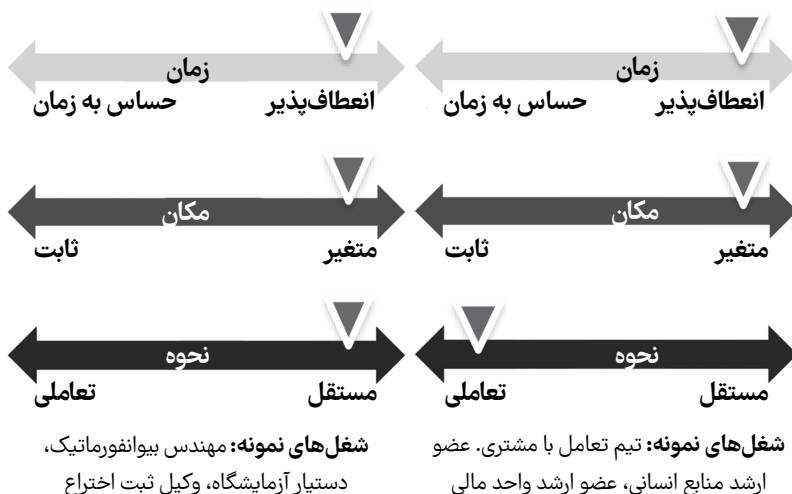 زمان
انعطاف‌پذیر حساس به زمان
مکان
متغیر ثابت
نحوه
مستقل تعاملی
شغل‌های نمونه: تیم تعامل با مشتری. عضو
ارشد منابع انسانی، عضو ارشد واحد مالی
زمان
انعطاف‌پذیر حساس به زمان
مکان
متغیر ثابت
نحوه
مستقل تعاملی
شغل‌های نمونه: مهندس بیوانفورماتیک،
دستیار آزمایشگاه، وکیل ثبت اختراع